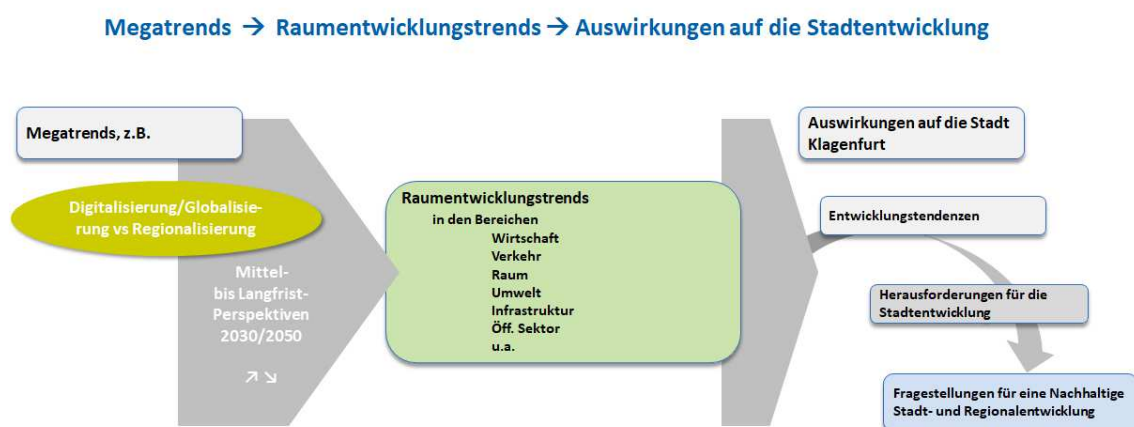 Megatrends → Raumentwicklungstrends → Auswirkungen auf die Stadtentwicklung
Megatrends, z.B.
Digitalisierung/Globalisie-
rung vs Regionalisierung
Mittel-
bis Langfrist-
Perspektiven
2030/2050
↗ ↘
Raumentwicklungstrends
in den Bereichen
Wirtschaft
Verkehr
Raum
Umwelt
Infrastruktur
Öff. Sektor
u.a.
Auswirkungen auf die Stadt
Klagenfurt
Entwicklungstendenzen
Herausforderungen für die
Stadtentwicklung
Fragestellungen für eine Nachhaltige
Stadt- und Regionalentwicklung